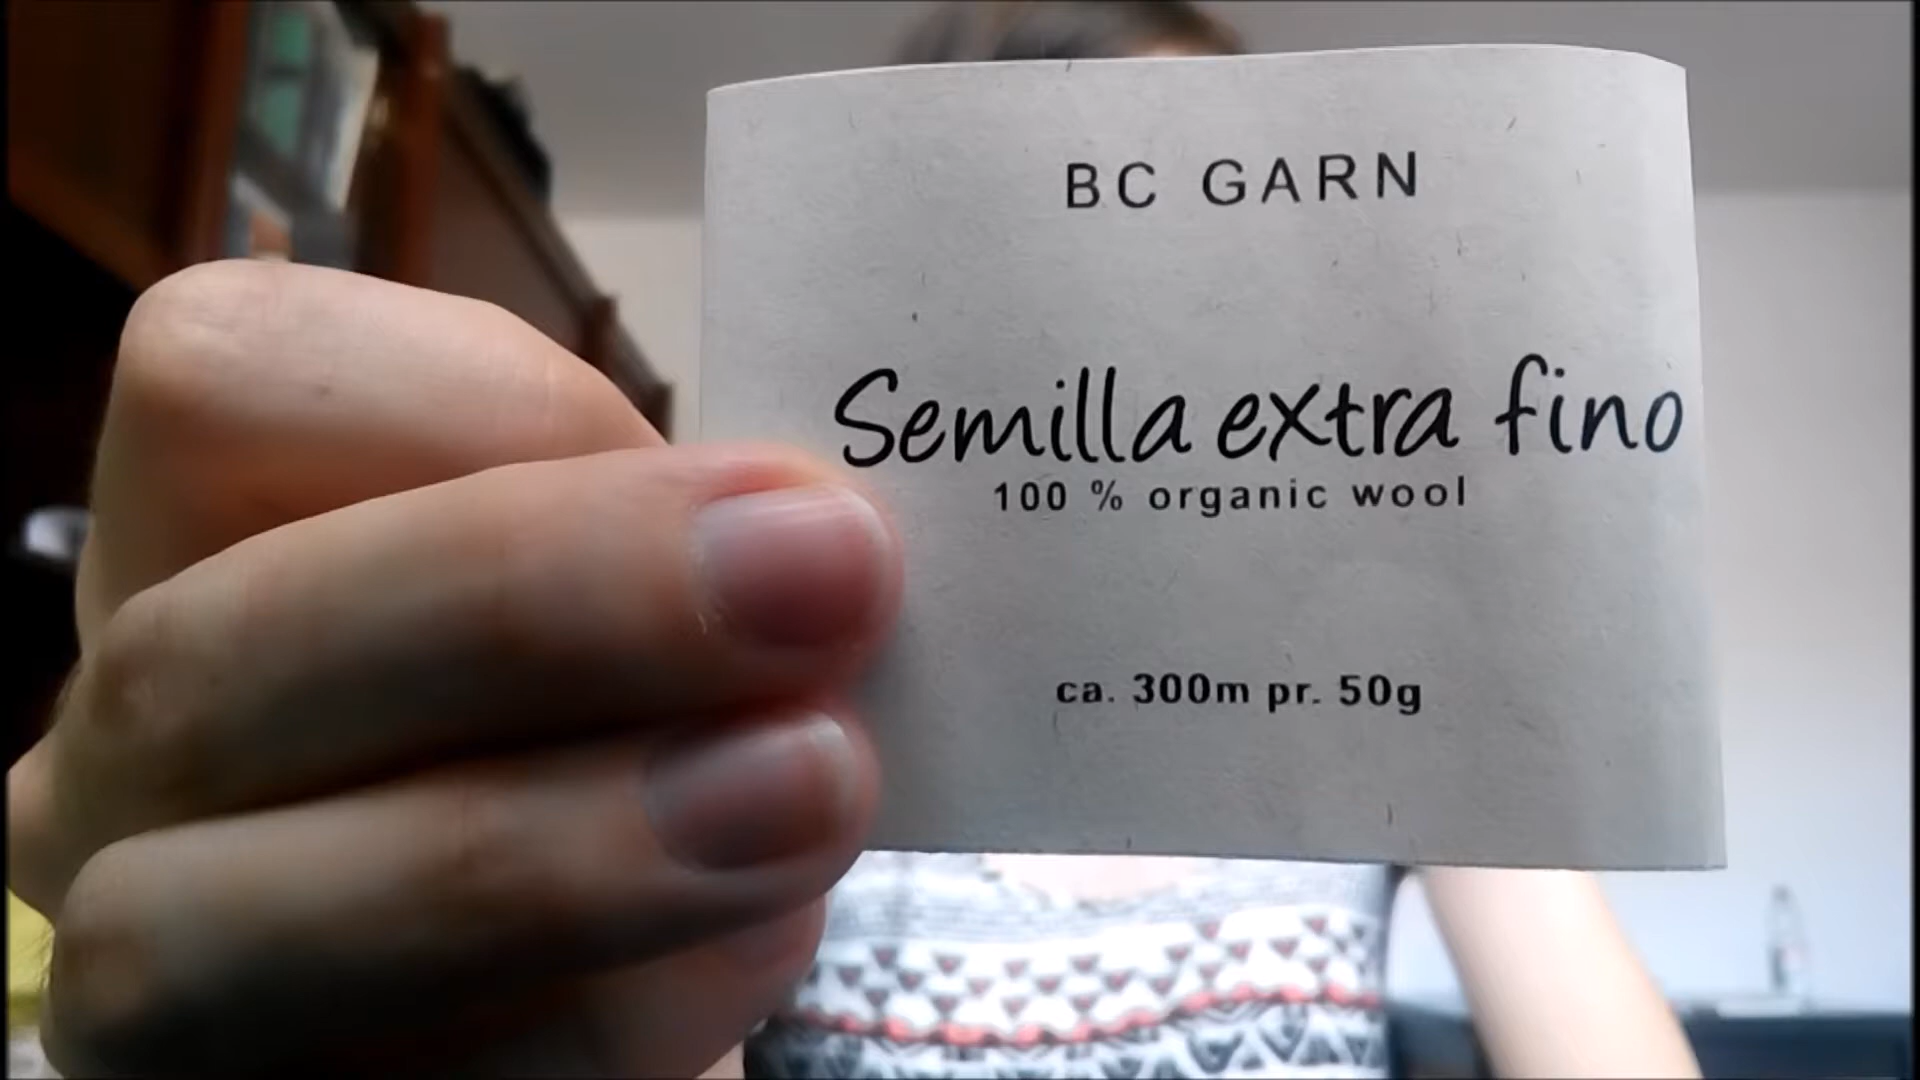 BC GARN
Semilla extra fino
100 % organic wool
ca. 300m pr. 50g